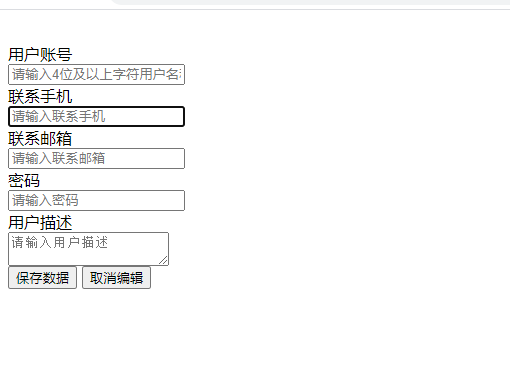 用户账号
请输入4位及以上字符用户名
联系手机
请输入联系手机
联系邮箱
请输入联系邮箱
密码
请输入密码
用户描述
请输入用户描述
保存数据 取消编辑